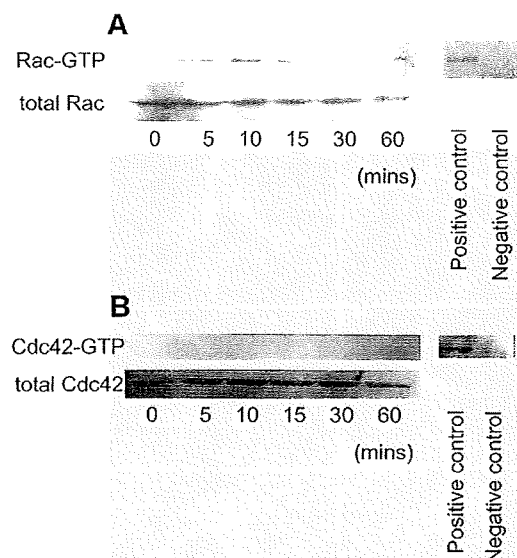 A
Rac-GTP
total Rac
0 5 10 15 30 60
(mins)
Positive control
Negative control
B
Cdc42-GTP
total Cdc42
0 5 10 15 30 60
(mins)
Positive control
Negative control